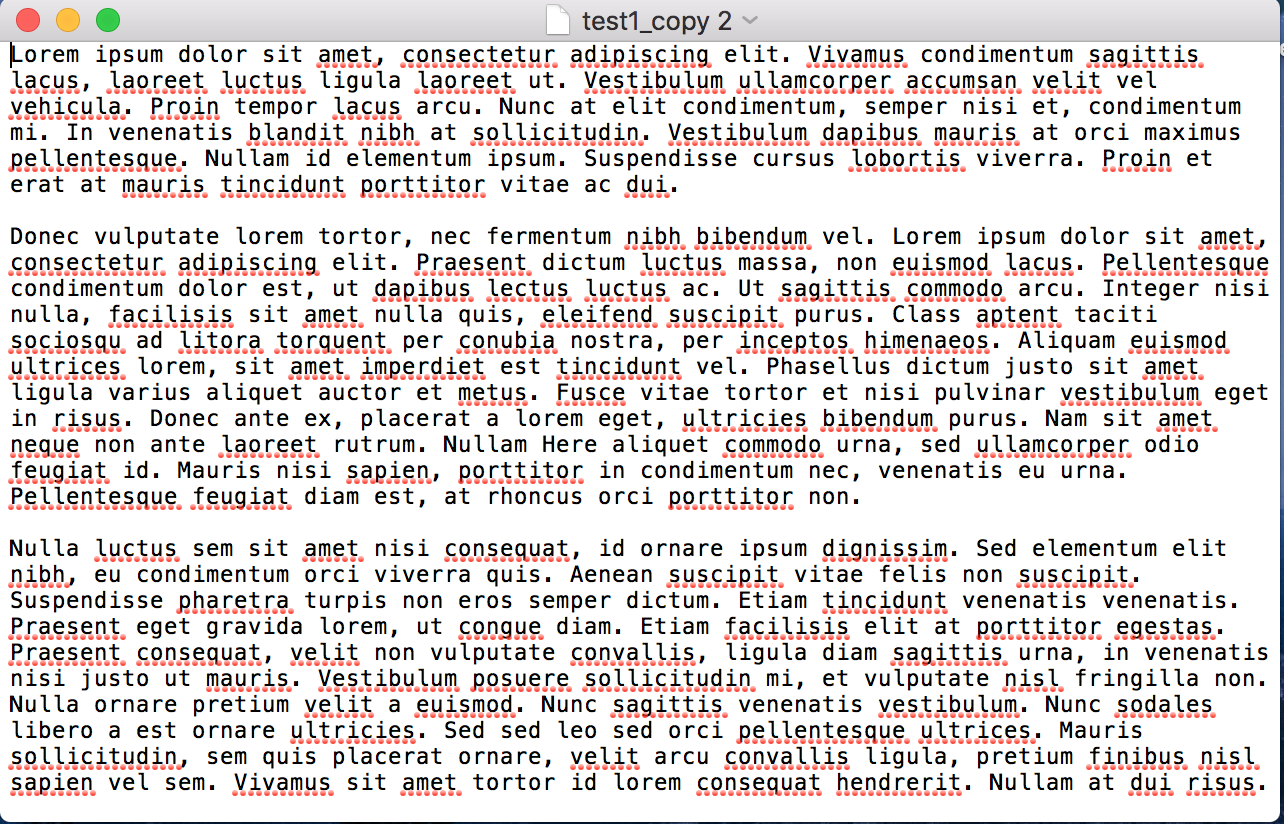 test1_copy 2
Lorem ipsum dolor sit amet, consectetur adipiscing elit. Vivamus condimentum sagittis
lacus, laoreet luctus ligula laoreet ut. Vestibulum ullamcorper accumsan velit vel
vehicula. Proin tempor lacus arcu. Nunc at elit condimentum, semper nisi et, condimentum
mi. In venenatis blandit nibh at sollicitudin. Vestibulum dapibus mauris at orci maximus
pellentesque. Nullam id elementum ipsum. Suspendisse cursus lobortis viverra. Proin et
erat at mauris tincidunt porttitor vitae ac dui.

Donec vulputate lorem tortor, nec fermentum nibh bibendum vel. Lorem ipsum dolor sit amet,
consectetur adipiscing elit. Praesent dictum luctus massa, non euismod lacus. Pellentesque
condimentum dolor est, ut dapibus lectus luctus ac. Ut sagittis commodo arcu. Integer nisi
nulla, facilisis sit amet nulla quis, eleifend suscipit purus. Class aptent taciti
sociosqu ad litora torquent per conubia nostra, per inceptos himenaeos. Aliquam euismod
ultrices lorem, sit amet imperdiet est tincidunt vel. Phasellus dictum justo sit amet
ligula varius aliquet auctor et metus. Fusce vitae tortor et nisi pulvinar vestibulum eget
in risus. Donec ante ex, placerat a lorem eget, ultricies bibendum purus. Nam sit amet
neque non ante laoreet rutrum. Nullam Here aliquet commodo urna, sed ullamcorper odio
feugiat id. Mauris nisi sapien, porttitor in condimentum nec, venenatis eu urna.
Pellentesque feugiat diam est, at rhoncus orci porttitor non.

Nulla luctus sem sit amet nisi consequat, id ornare ipsum dignissim. Sed elementum elit
nibh, eu condimentum orci viverra quis. Aenean suscipit vitae felis non suscipit.
Suspendisse pharetra turpis non eros semper dictum. Etiam tincidunt venenatis venenatis.
Praesent eget gravida lorem, ut congue diam. Etiam facilisis elit at porttitor egestas.
Praesent consequat, velit non vulputate convallis, ligula diam sagittis urna, in venenatis
nisi justo ut mauris. Vestibulum posuere sollicitudin mi, et vulputate nisl fringilla non.
Nulla ornare pretium velit a euismod. Nunc sagittis venenatis vestibulum. Nunc sodales
libero a est ornare ultricies. Sed sed leo sed orci pellentesque ultrices. Mauris
sollicitudin, sem quis placerat ornare, velit arcu convallis ligula, pretium finibus nisl
sapien vel sem. Vivamus sit amet tortor id lorem consequat hendrerit. Nullam at dui risus.